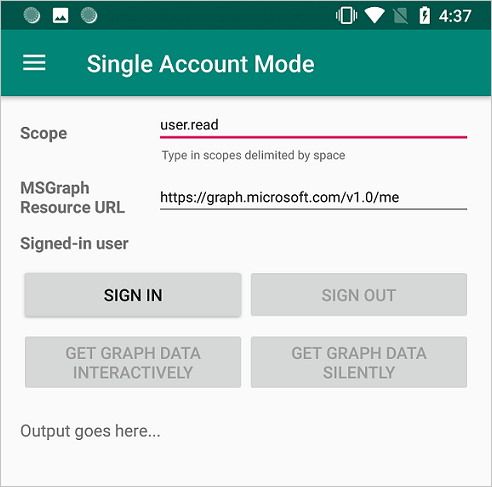 4:37
Single Account Mode
Scope
user.read
Type in scopes delimited by space
MSGraph
Resource URL
https://graph.microsoft.com/v1.0/me
Signed-in user
SIGN IN
SIGN OUT
GET GRAPH DATA
INTERACTIVELY
GET GRAPH DATA
SILENTLY
Output goes here...